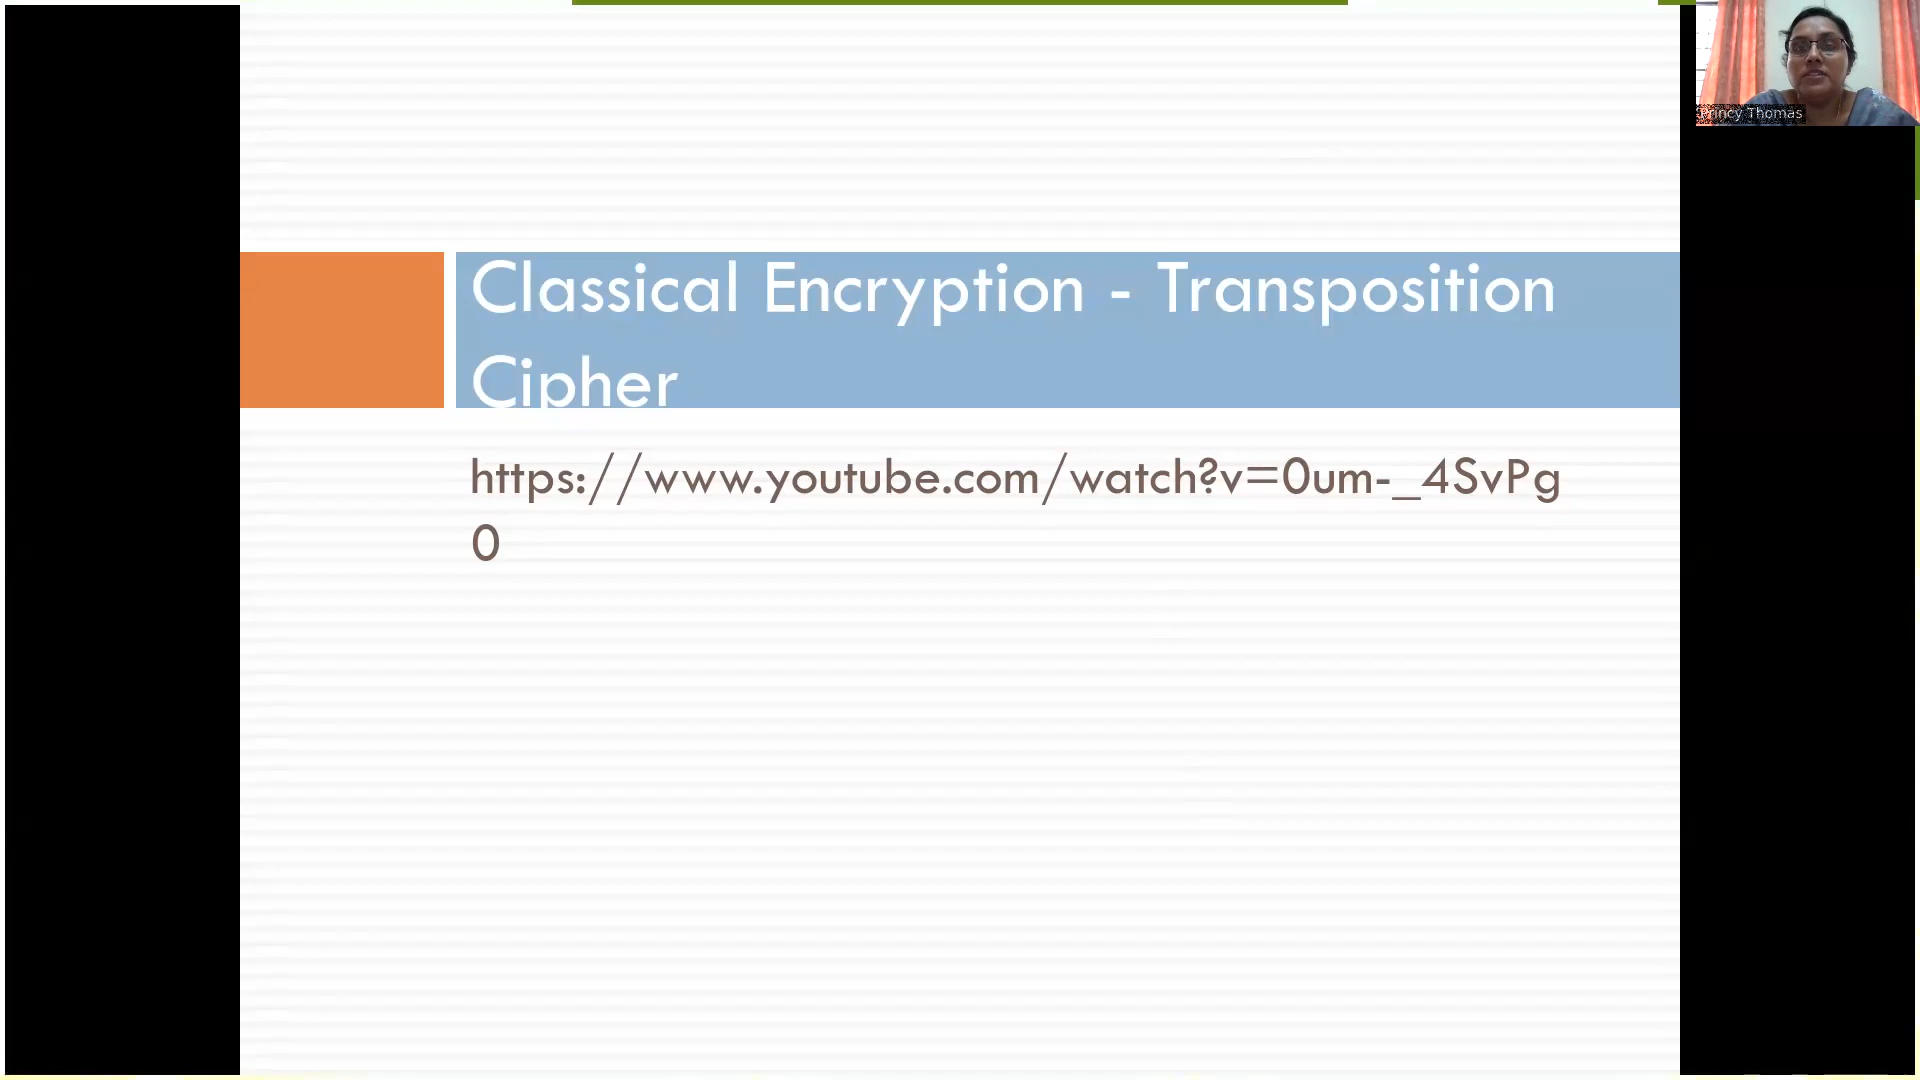 Princy Thomas
Classical Encryption - Transposition
Cipher
https://www.youtube.com/watch?v=0um-_4SvPg
0